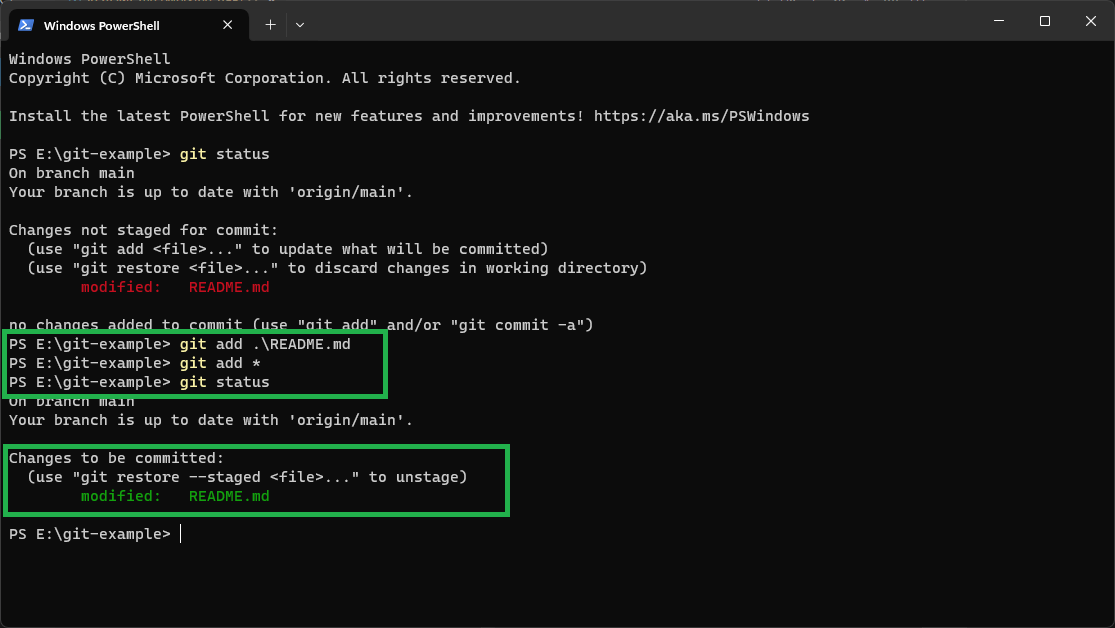 Windows PowerShell
Windows PowerShell
Copyright (C) Microsoft Corporation. All rights reserved.
Install the latest PowerShell for new features and improvements! https://aka.ms/PSWindows
PS E:\git-example> git status
On branch main
Your branch is up to date with 'origin/main'.
Changes not staged for commit:
  (use "git add <file>..." to update what will be committed)
  (use "git restore <file>..." to discard changes in working directory)
        modified:   README.md
no changes added to commit (use "git add" and/or "git commit -a")
PS E:\git-example> git add .\README.md
PS E:\git-example> git add *
PS E:\git-example> git status
On branch main
Your branch is up to date with 'origin/main'.
Changes to be committed:
  (use "git restore --staged <file>..." to unstage)
        modified:   README.md
PS E:\git-example>